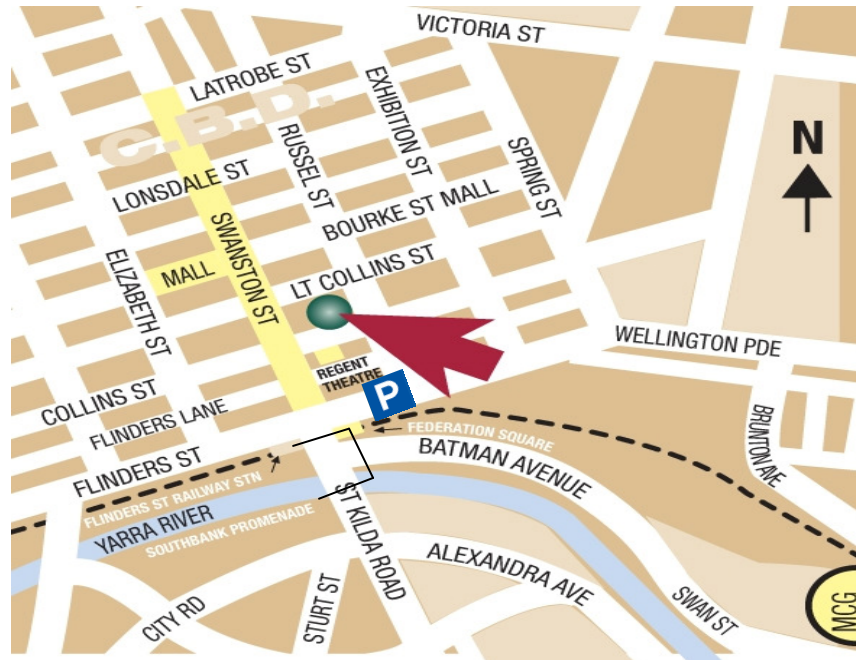 VICTORIA ST
LATROBE ST
C.B.D.
EXHIBITION ST
RUSSEL ST
SPRING ST
N
LONSDALE ST
BOURKE ST MALL
SWANSTON ST
ELIZABETH ST
MALL
LT COLLINS ST
WELLINGTON PDE
REGENT
THEATRE
P
COLLINS ST
FLINDERS LANE
BRUNTON AVE
FEDERATION SQUARE
FLINDERS ST
BATMAN AVENUE
FLINDERS ST RAILWAY STN
ST KILDA ROAD
YARRA RIVER
SOUTHBANK PROMENADE
ALEXANDRA AVE
SWAN ST
MCG
CITY RD
STURT ST